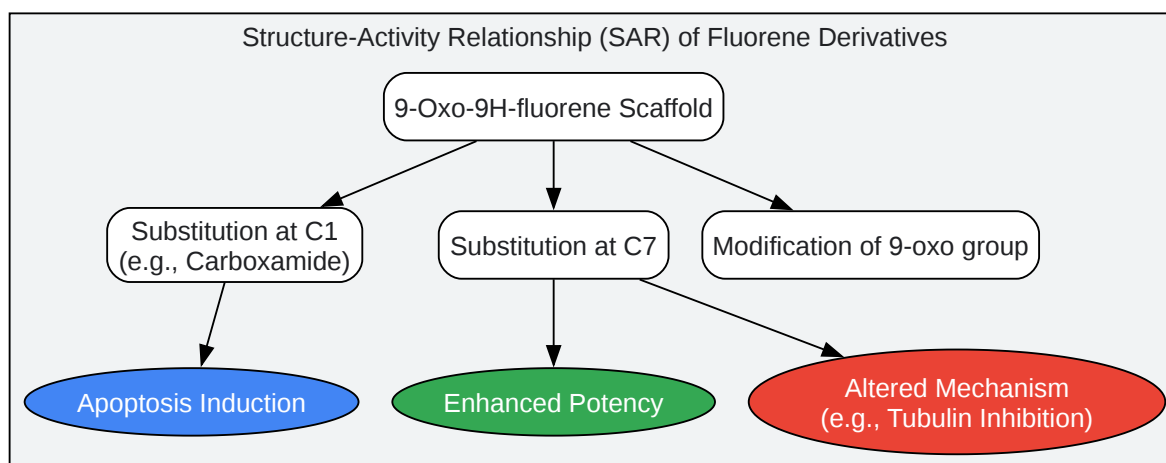 Structure-Activity Relationship (SAR) of Fluorene Derivatives
9-Oxo-9H-fluorene Scaffold
Substitution at C1
(e.g., Carboxamide)
Substitution at C7
Modification of 9-oxo group
Apoptosis Induction
Enhanced Potency
Altered Mechanism
(e.g., Tubulin Inhibition)